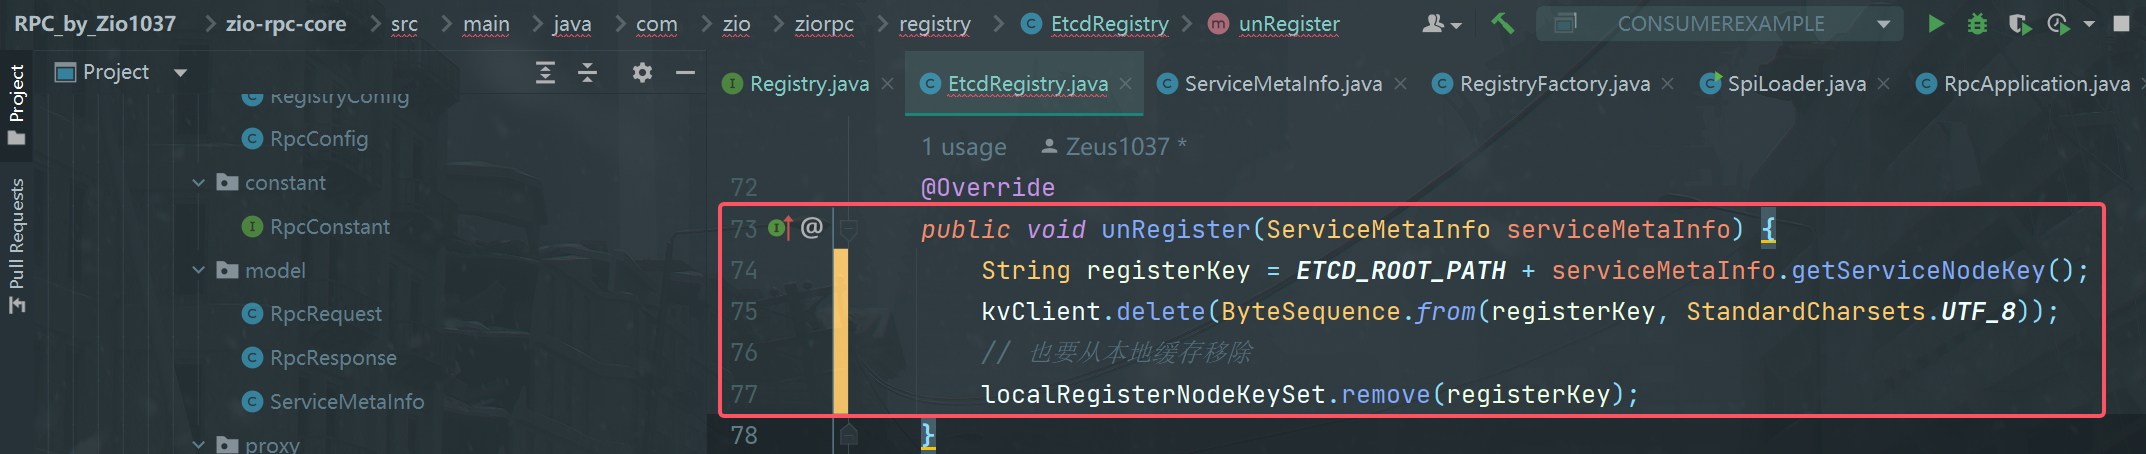 RPC_by_Zio1037 > zio-rpc-core > src > main > java > com > zio > ziorpc > registry > EtcdRegistry > unRegister CONSUMEREXAMPLE
Project
Pull Requests
Project
RegistryConfig
RpcConfig
constant
RpcConstant
model
RpcRequest
RpcResponse
ServiceMetaInfo
proxy
Registry.java EtcdRegistry.java ServiceMetaInfo.java RegistryFactory.java SpiLoader.java RpcApplication.java
1 usage Zeus1037 *
72 @Override
73 @ public void unRegister(ServiceMetaInfo serviceMetaInfo) {
74 String registerKey = ETCD_ROOT_PATH + serviceMetaInfo.getServiceNodeKey();
75 kvClient.delete(ByteSequence.from(registerKey, StandardCharsets.UTF_8));
76 // 也要从本地缓存移除
77 localRegisterNodeKeySet.remove(registerKey);
78 }